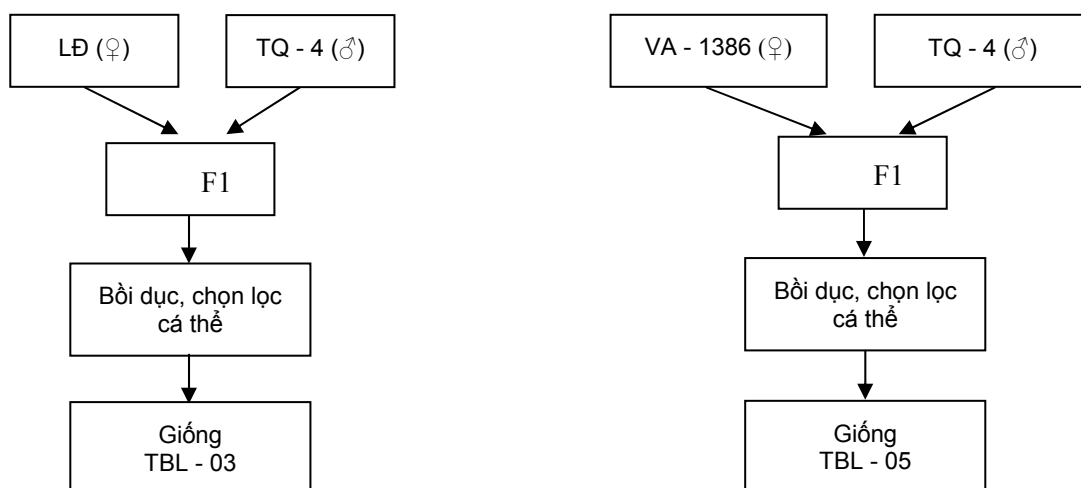 LĐ (♀)
TQ - 4 (♂)
F1
Bồi dục, chọn lọc
cá thể
Giống
TBL - 03
VA - 1386 (♀)
TQ - 4 (♂)
F1
Bồi dục, chọn lọc
cá thể
Giống
TBL - 05